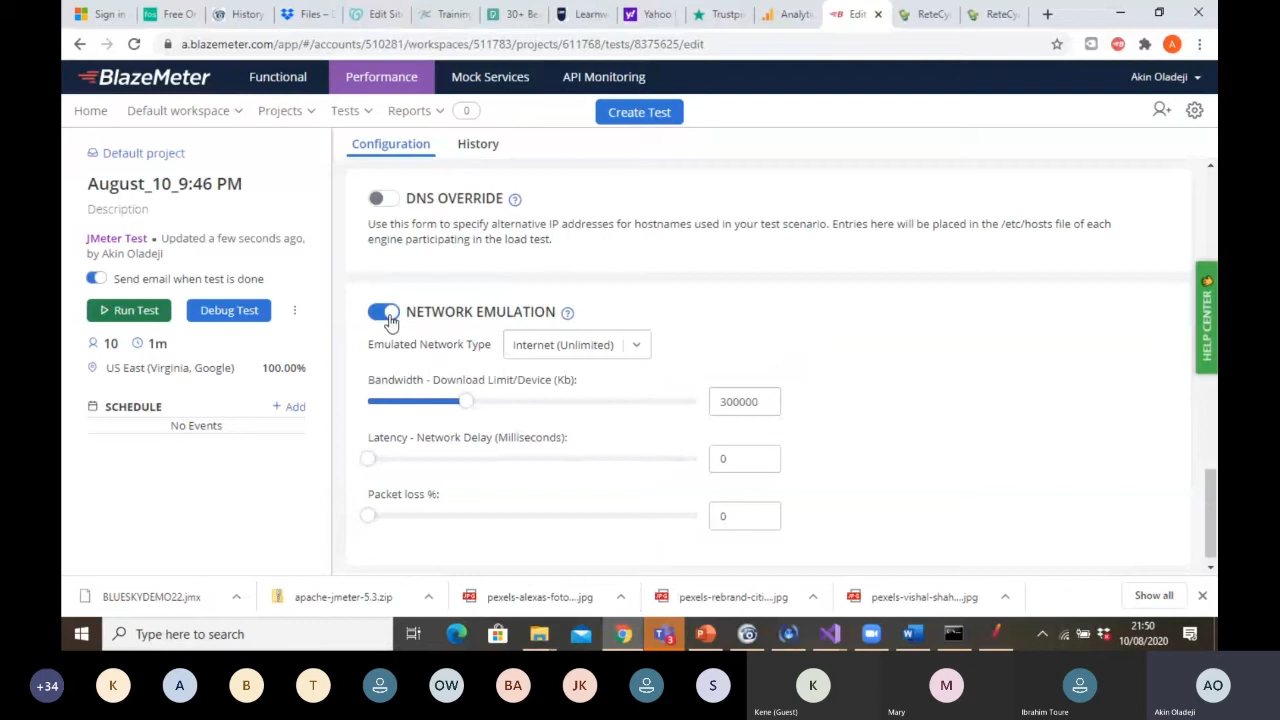 Sign in
Free O
History
Files –
Edit Sit
Training
30+ Be
Learnw
Yahoo
Trustpi
Analyti
Edit
ReteCy
ReteCy
a.blazemeter.com/app/#/accounts/510281/workspaces/511783/projects/611768/tests/8375625/edit
A
BlazeMeter
Functional
Performance
Mock Services
API Monitoring
Akin Oladeji
Home
Default workspace
Projects
Tests
Reports
0
Create Test
Default project
August_10_9:46 PM
Description
JMeter Test • Updated a few seconds ago,
by Akin Oladeji
Send email when test is done
Run Test
Debug Test
10
1m
US East (Virginia, Google)
100.00%
SCHEDULE
+ Add
No Events
Configuration
History
DNS OVERRIDE
Use this form to specify alternative IP addresses for hostnames used in your test scenario. Entries here will be placed in the /etc/hosts file of each
engine participating in the load test.
NETWORK EMULATION
Emulated Network Type
Internet (Unlimited)
Bandwidth - Download Limit/Device (Kb):
300000
Latency - Network Delay (Milliseconds):
0
Packet loss %:
0
HELP CENTER
BLUESKYDEMO22.jmx
apache-jmeter-5.3.zip
pexels-alexas-foto....jpg
pexels-rebrand-citi....jpg
pexels-vishal-shah....jpg
Show all
Type here to search
21:50
10/08/2020
+34
K
A
B
T
OW
BA
JK
S
K
Kene (Guest)
M
Mary
Ibrahim Toure
AO
Akin Oladeji